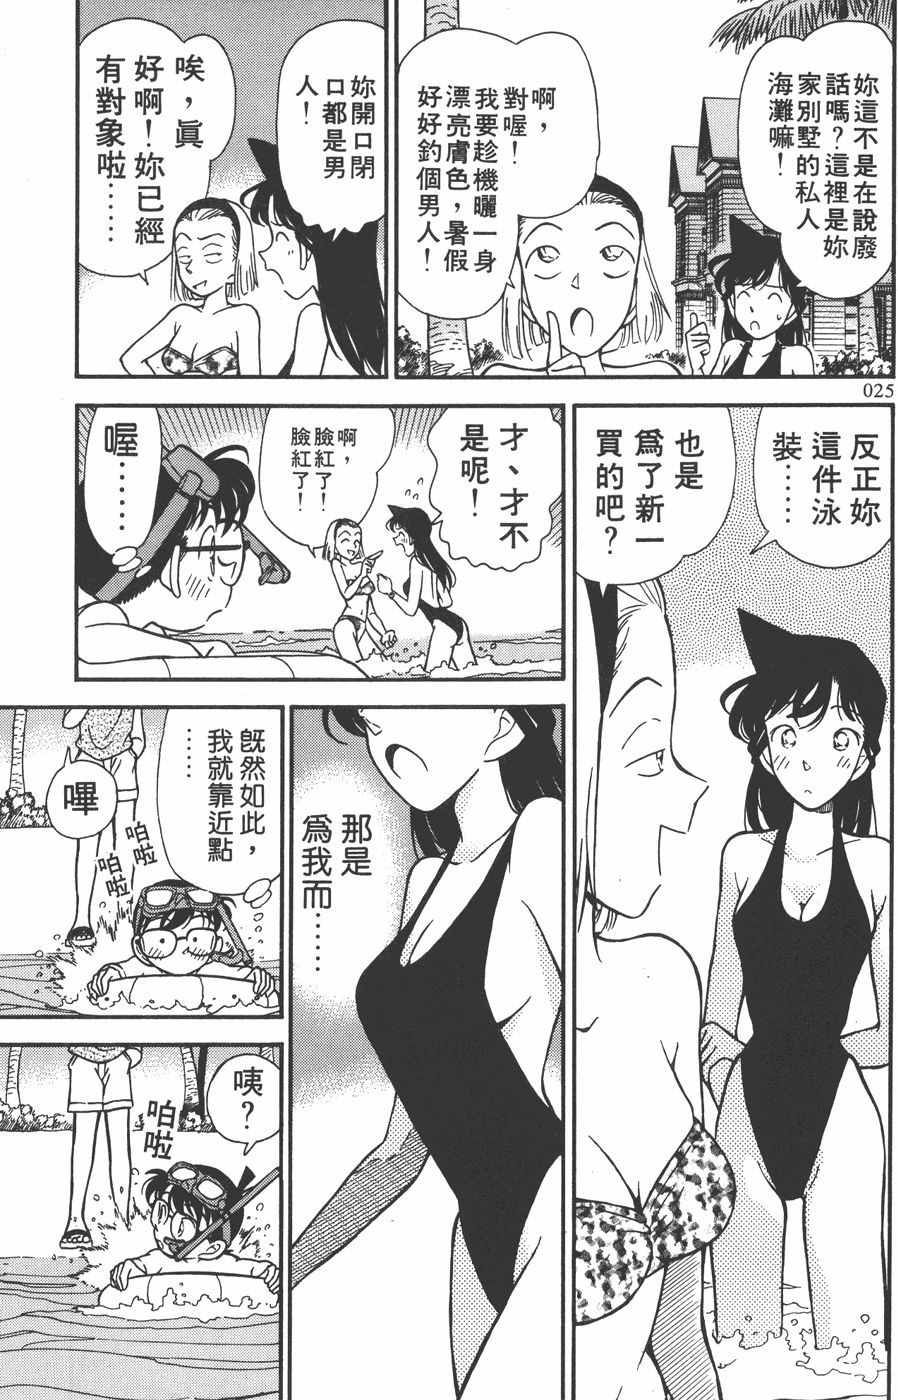 妳這不是在說廢
話嗎？這裡是妳
家別墅的私人
海灘嘛！
啊，
對喔！
我要趁機曬一身
漂亮膚色，暑假
好好釣個男人！
妳開口閉
口都是男
人！
唉，眞
好啊！妳已經
有對象啦……
025
反正妳
這件泳
裝……
也是
爲了新一
買的吧？
才、才不
是呢！
啊，
臉紅了！
臉紅了！
喔……
那是
爲我而……
旣然如此，
我就靠近點
……
嗶
啪啦
啪啦
咦？
啪啦